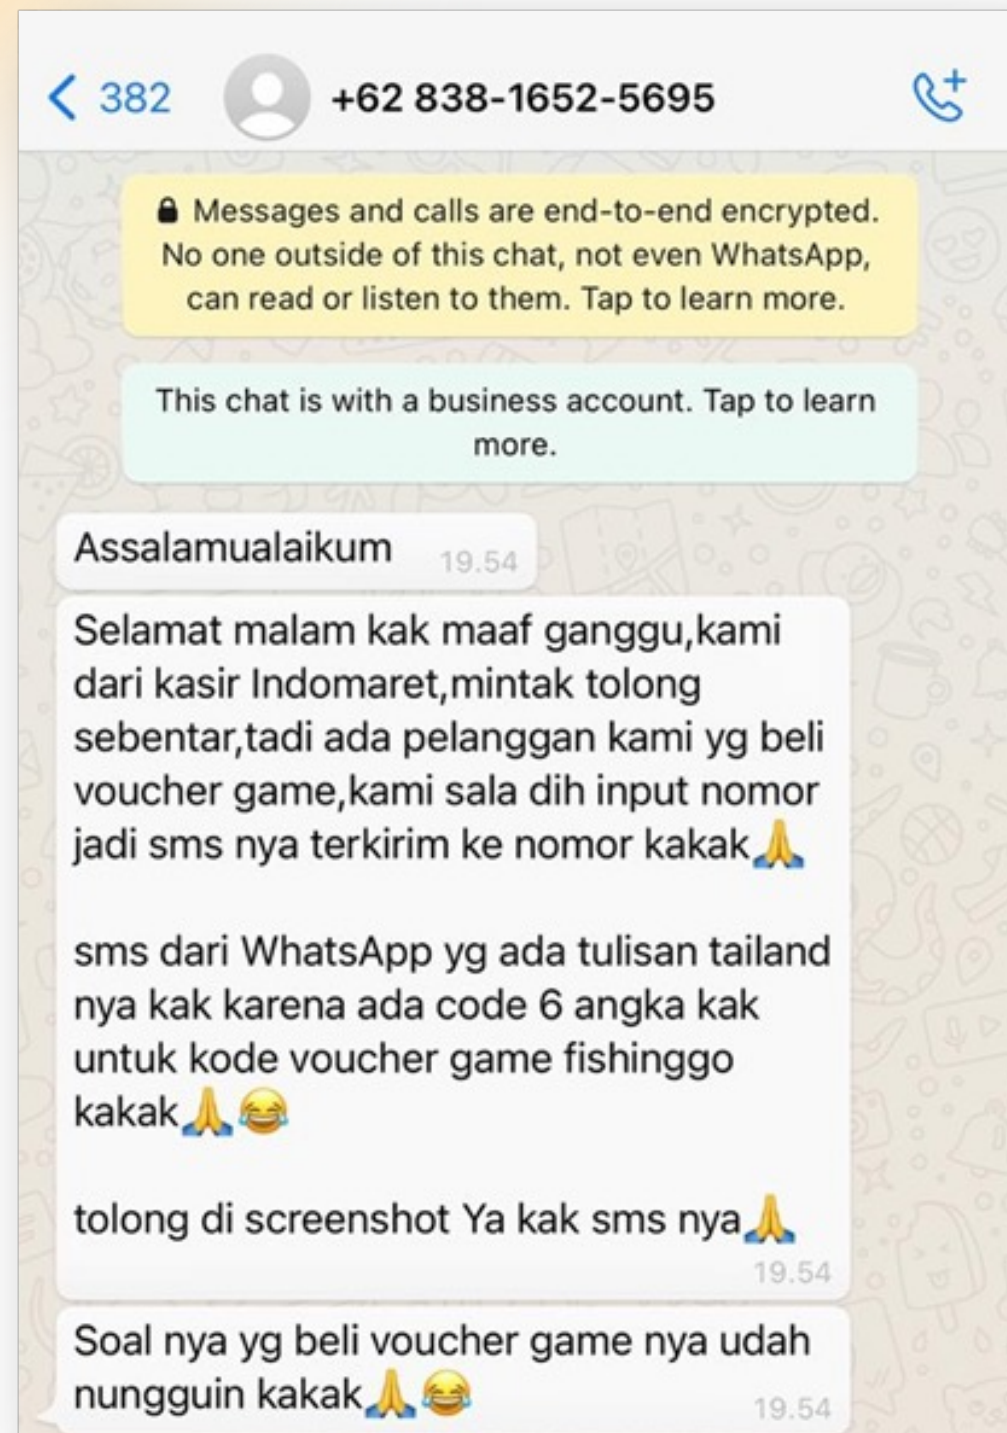 382
+62 838-1652-5695
🔒 Messages and calls are end-to-end encrypted.
No one outside of this chat, not even WhatsApp,
can read or listen to them. Tap to learn more.
This chat is with a business account. Tap to learn
more.
Assalamualaikum 19.54
Selamat malam kak maaf ganggu,kami
dari kasir Indomaret,mintak tolong
sebentar,tadi ada pelanggan kami yg beli
voucher game,kami sala dih input nomor
jadi sms nya terkirim ke nomor kakak🙏
sms dari WhatsApp yg ada tulisan tailand
nya kak karena ada code 6 angka kak
untuk kode voucher game fishinggo
kakak🙏😂
tolong di screenshot Ya kak sms nya🙏
19.54
Soal nya yg beli voucher game nya udah
nungguin kakak🙏😂 19.54